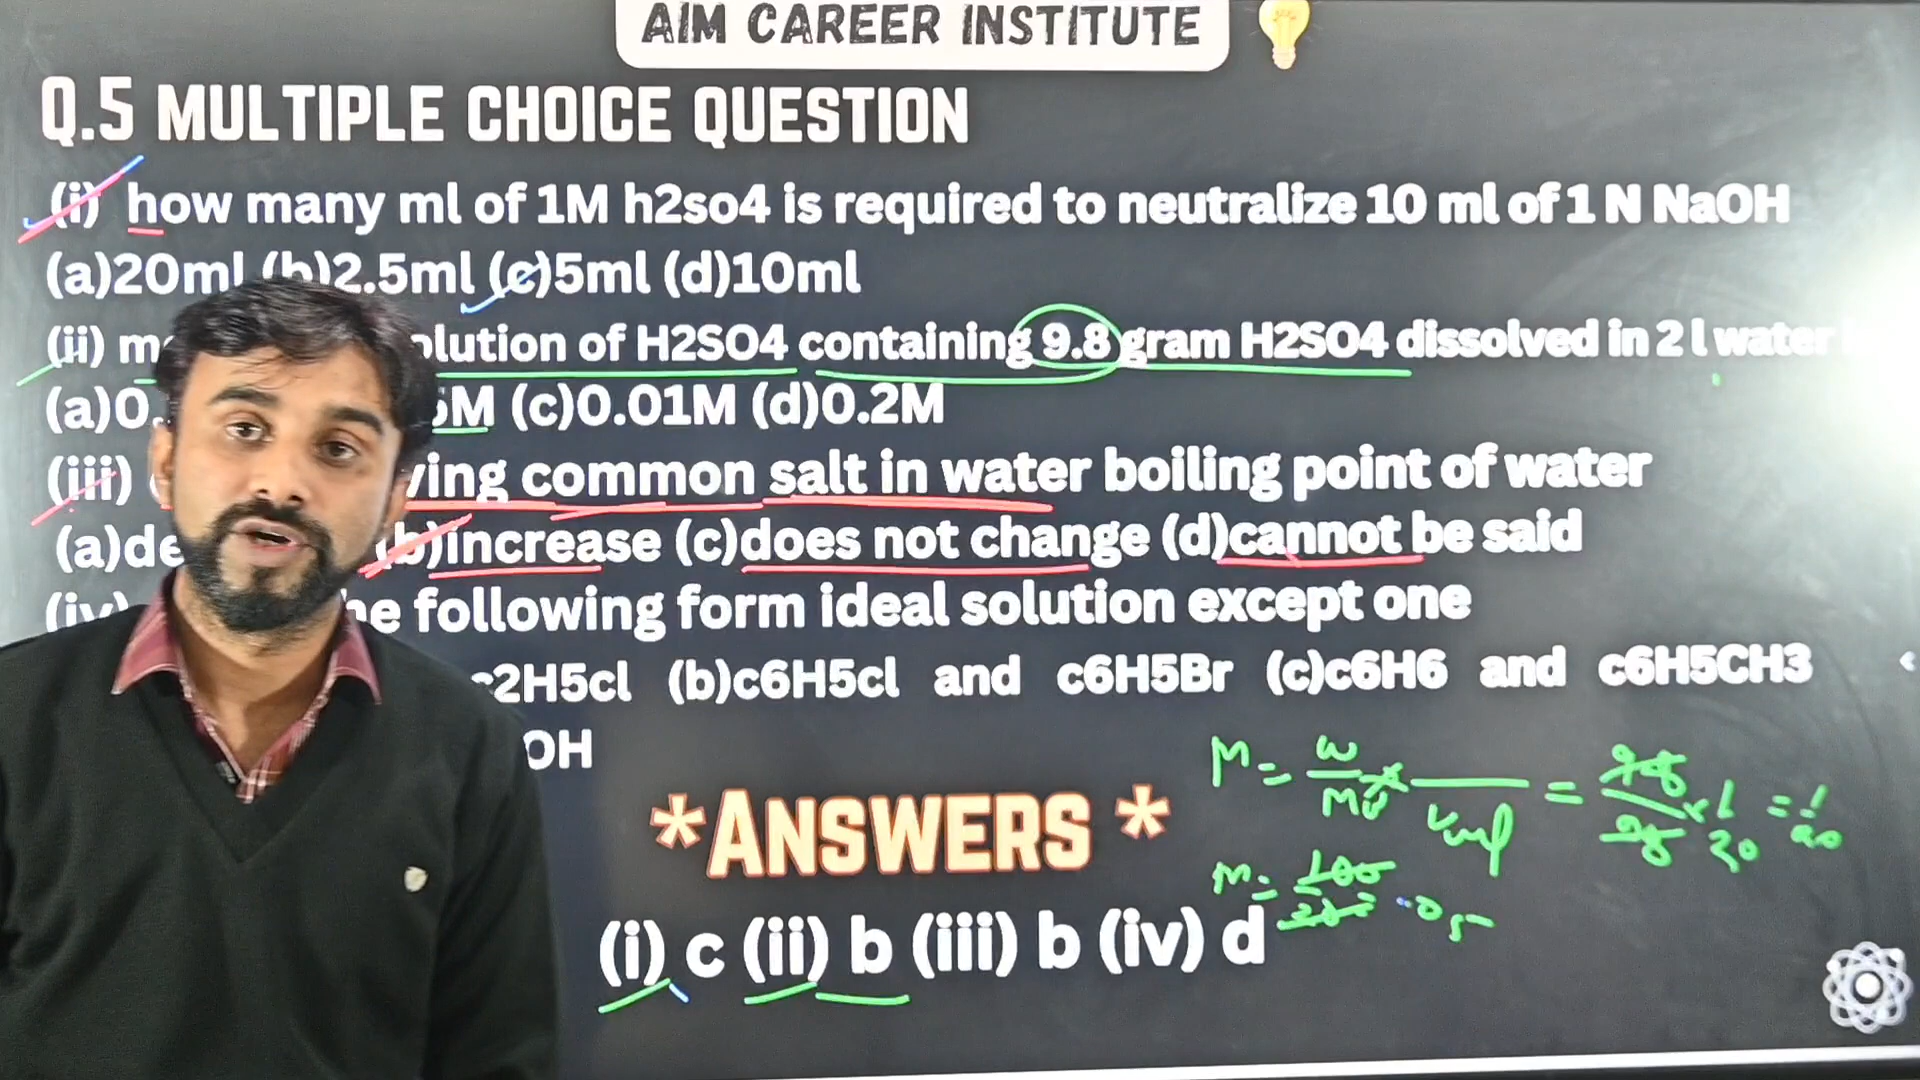 AIM CAREER INSTITUTE
Q.5 MULTIPLE CHOICE QUESTION
(i) how many ml of 1M h2so4 is required to neutralize 10 ml of 1 N NaOH
(a)20ml (b)2.5ml (c)5ml (d)10ml
(ii) olution of H2SO4 containing 9.8 gram H2SO4 dissolved in 2 l water
(a)0. M (c)0.01M (d)0.2M
(iii) ving common salt in water boiling point of water
(a)de (b)increase (c)does not change (d)cannot be said
(iv) he following form ideal solution except one
2H5cl (b)c6H5cl and c6H5Br (c)c6H6 and c6H5CH3
OH
*ANSWERS *
(i) c (ii) b (iii) b (iv) d